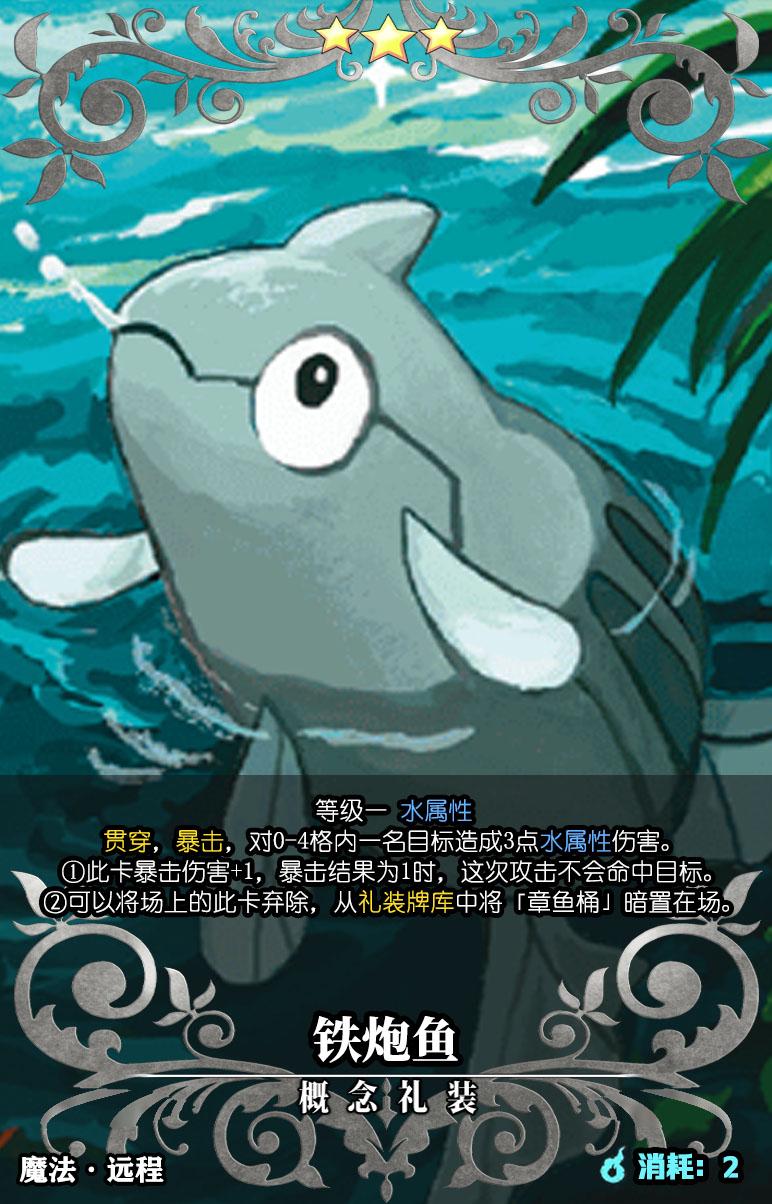 等级一 水属性
贯穿，暴击，对0-4格内一名目标造成3点水属性伤害。
①此卡暴击伤害+1，暴击结果为1时，这次攻击不会命中目标。
②可以将场上的此卡弃除，从礼装牌库中将「章鱼桶」暗置在场。
铁炮鱼
概念礼装
魔法·远程
消耗：2